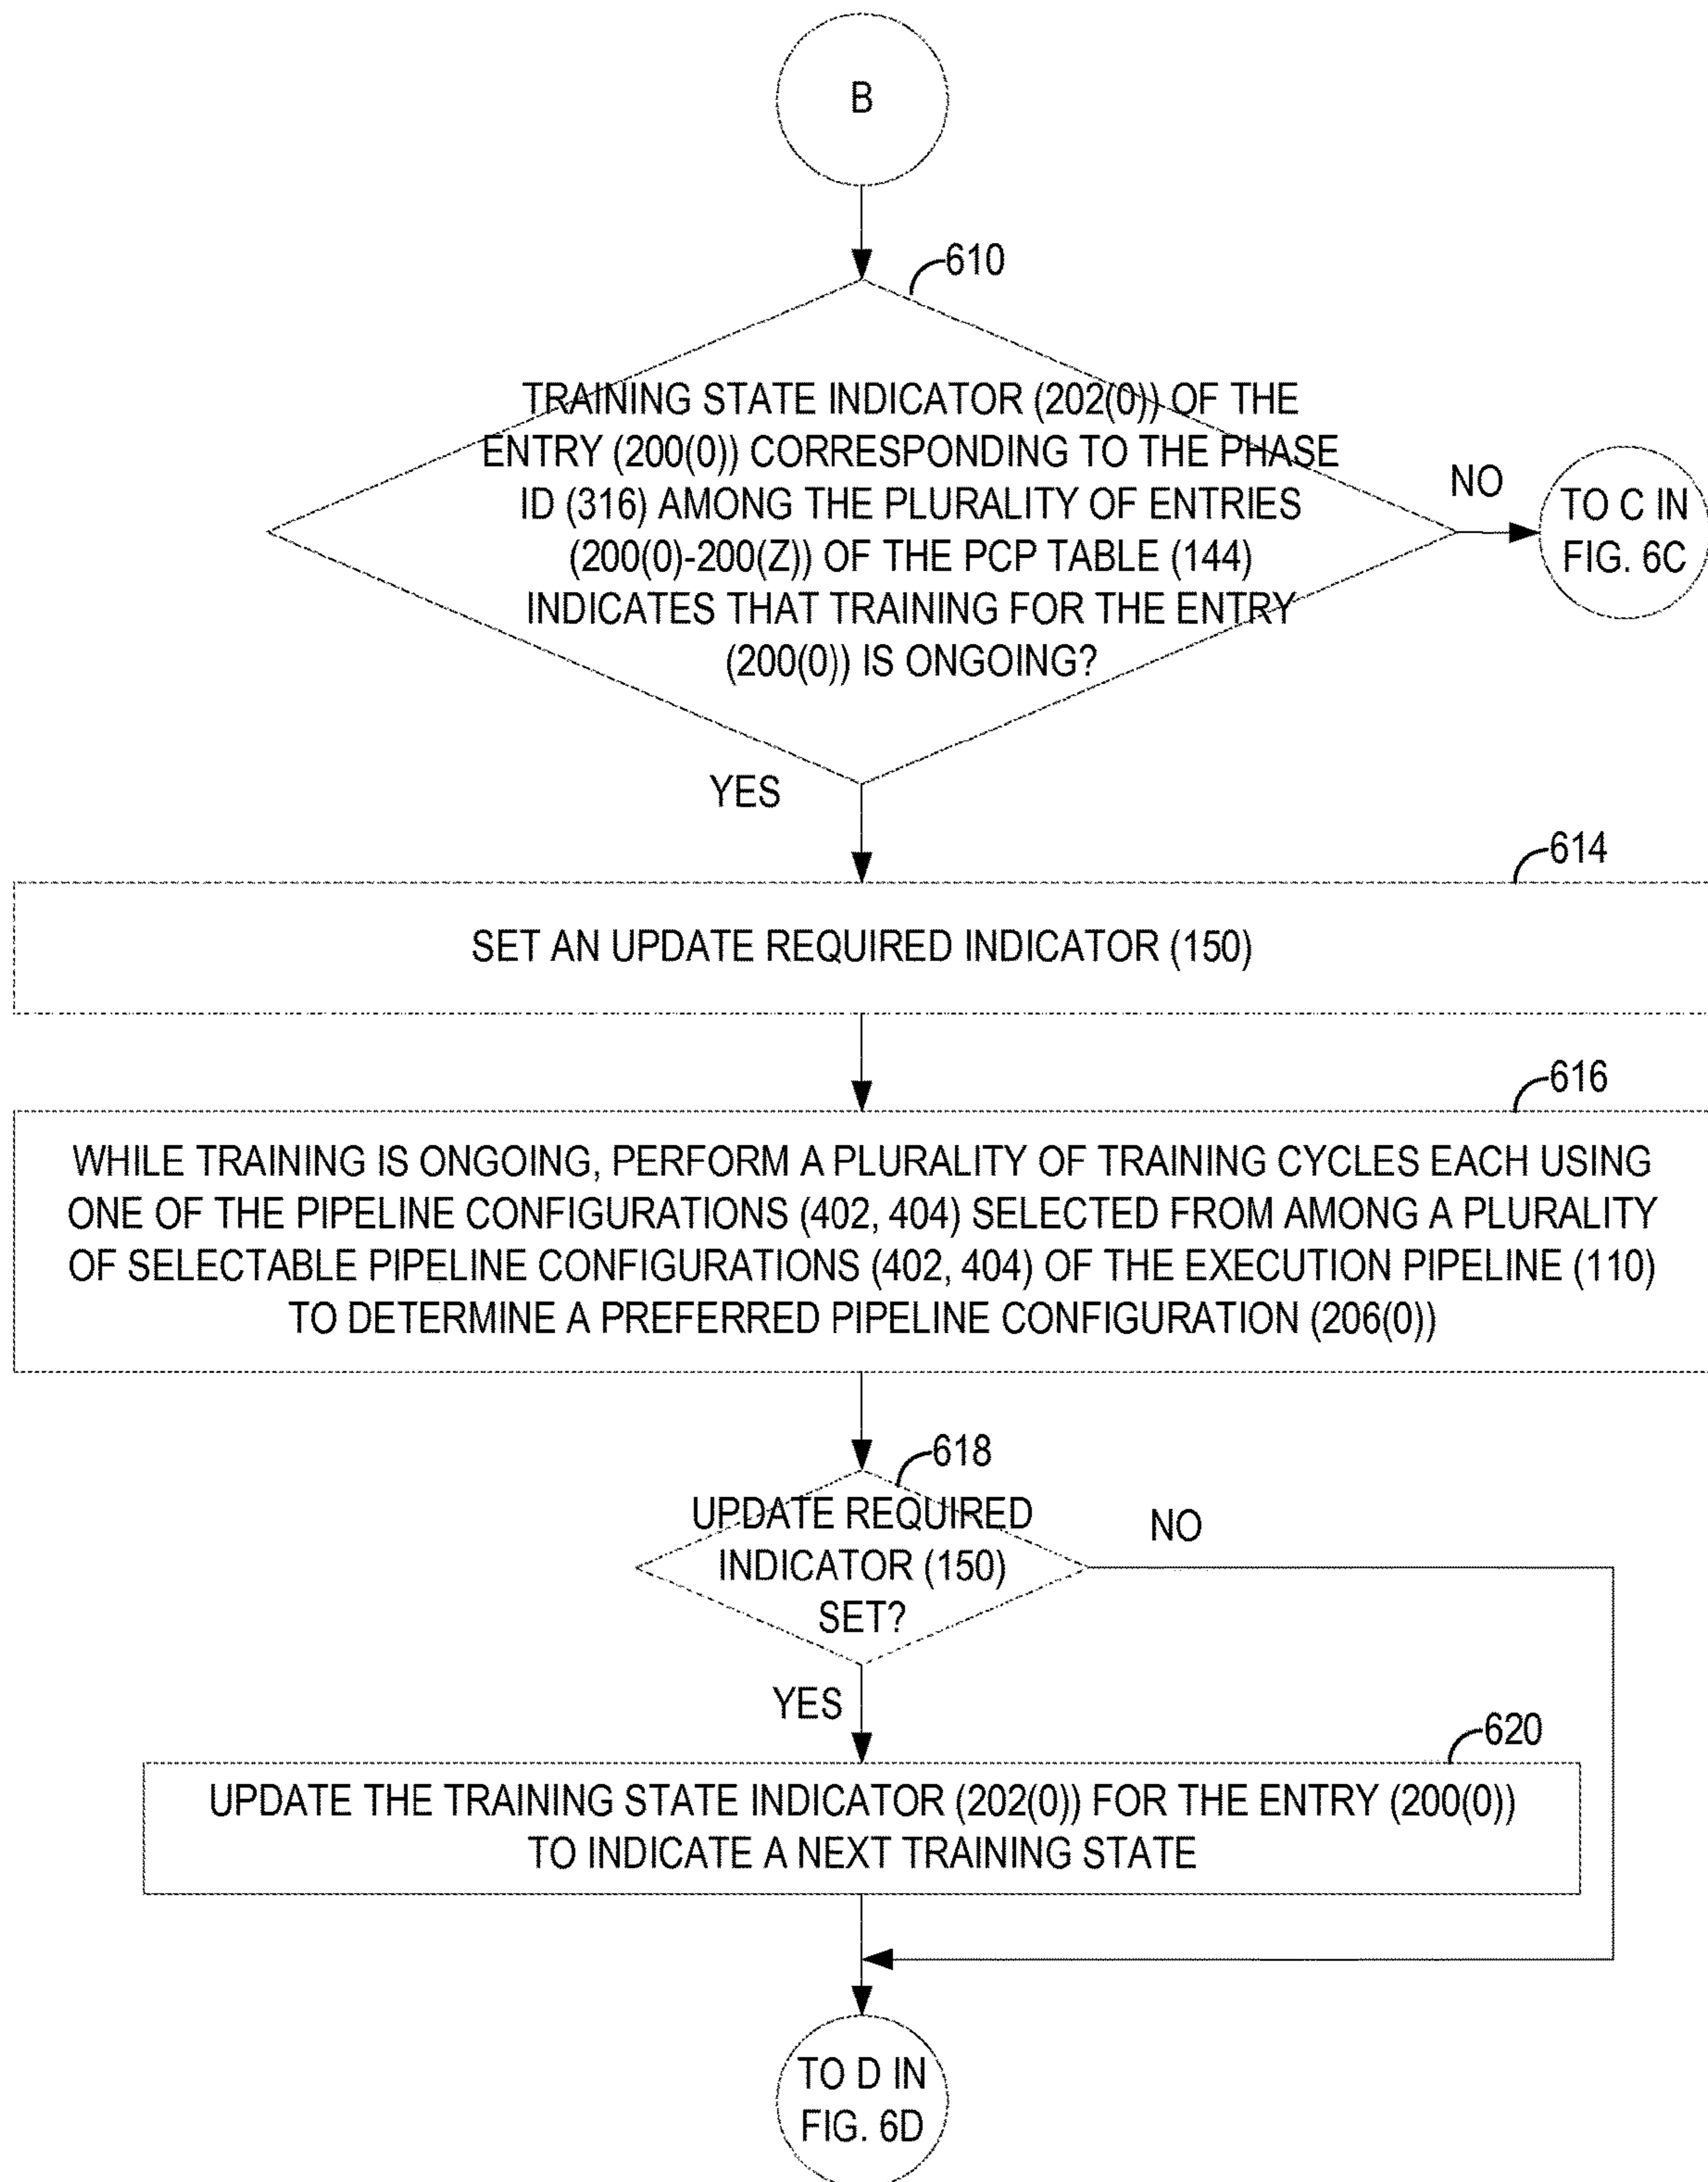 B
610
TRAINING STATE INDICATOR (202(0)) OF THE
ENTRY (200(0)) CORRESPONDING TO THE PHASE
ID (316) AMONG THE PLURALITY OF ENTRIES
(200(0)-200(Z)) OF THE PCP TABLE (144)
INDICATES THAT TRAINING FOR THE ENTRY
(200(0)) IS ONGOING?
NO
TO C IN
FIG. 6C
YES
614
SET AN UPDATE REQUIRED INDICATOR (150)
616
WHILE TRAINING IS ONGOING, PERFORM A PLURALITY OF TRAINING CYCLES EACH USING
ONE OF THE PIPELINE CONFIGURATIONS (402, 404) SELECTED FROM AMONG A PLURALITY
OF SELECTABLE PIPELINE CONFIGURATIONS (402, 404) OF THE EXECUTION PIPELINE (110)
TO DETERMINE A PREFERRED PIPELINE CONFIGURATION (206(0))
618
UPDATE REQUIRED
INDICATOR (150)
SET?
NO
YES
620
UPDATE THE TRAINING STATE INDICATOR (202(0)) FOR THE ENTRY (200(0))
TO INDICATE A NEXT TRAINING STATE
TO D IN
FIG. 6D